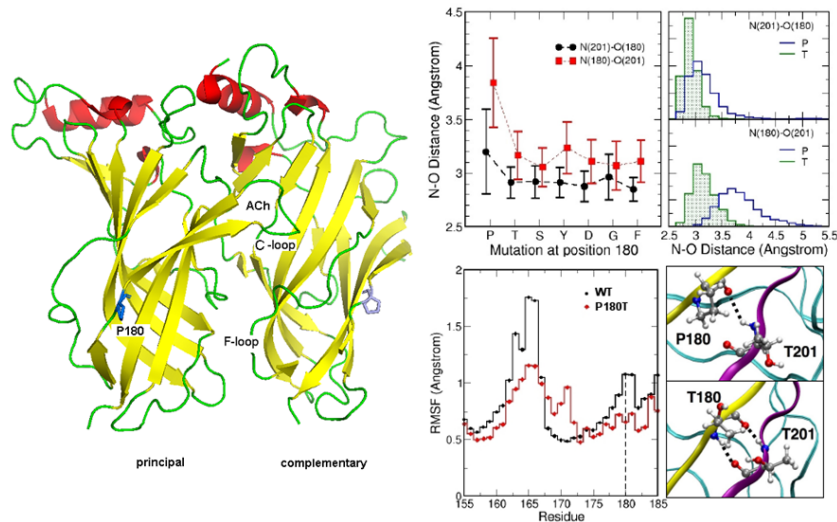 ACh
C-loop
P180
F-loop
principal
complementary
4.5
4
3.5
3
2.5
N-O Distance (Angstrom)
N(201)-O(180)
N(180)-O(201)
P T S Y D G F
Mutation at position 180
N(201)-O(180)
P
T
N(180)-O(201)
P
T
2.5 3 3.5 4 4.5 5 5.5
N-O Distance (Angstrom)
2
1.5
1
0.5
0
RMSF (Angstrom)
WT
P180T
155 160 165 170 175 180 185
Residue
P180
T201
T180
T201